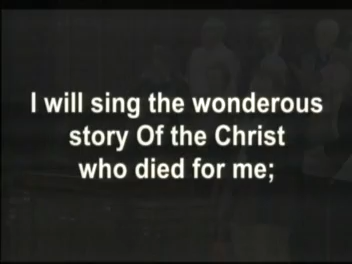 I will sing the wonderous
story Of the Christ
who died for me;